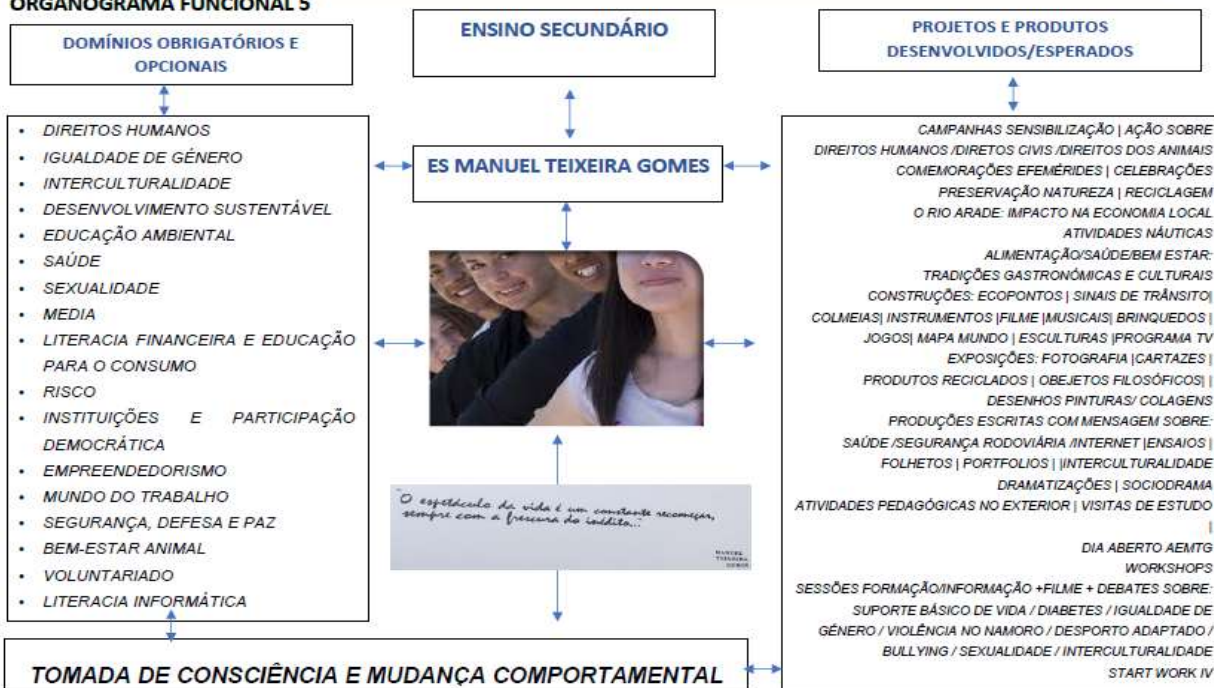 ORGANOGRAMA FUNCIONAL 5
DOMÍNIOS OBRIGATÓRIOS E
OPCIONAIS
ENSINO SECUNDÁRIO
PROJETOS E PRODUTOS
DESENVOLVIDOS/ESPERADOS
• DIREITOS HUMANOS
• IGUALDADE DE GÉNERO
• INTERCULTURALIDADE
• DESENVOLVIMENTO SUSTENTÁVEL
• EDUCAÇÃO AMBIENTAL
• SAÚDE
• SEXUALIDADE
• MEDIA
• LITERACIA FINANCEIRA E EDUCAÇÃO
PARA O CONSUMO
• RISCO
• INSTITUIÇÕES E PARTICIPAÇÃO
DEMOCRÁTICA
• EMPREENDEDORISMO
• MUNDO DO TRABALHO
• SEGURANÇA, DEFESA E PAZ
• BEM-ESTAR ANIMAL
• VOLUNTARIADO
• LITERACIA INFORMÁTICA
ES MANUEL TEIXEIRA GOMES
"O espetáculo da vida é um constante recomeçar,
sempre com a frescura do inédito..."
MANUEL
TEIXEIRA
GOMES
CAMPANHAS SENSIBILIZAÇÃO | AÇÃO SOBRE
DIREITOS HUMANOS /DIRETOS CIVIS /DIREITOS DOS ANIMAIS
COMEMORAÇÕES EFEMÉRIDES | CELEBRAÇÕES
PRESERVAÇÃO NATUREZA | RECICLAGEM
O RIO ARADE: IMPACTO NA ECONOMIA LOCAL
ATIVIDADES NÁUTICAS
ALIMENTAÇÃO/SAÚDE/BEM ESTAR:
TRADIÇÕES GASTRONÓMICAS E CULTURAIS
CONSTRUÇÕES: ECOPONTOS | SINAIS DE TRÂNSITO|
COLMEIAS| INSTRUMENTOS |FILME |MUSICAIS| BRINQUEDOS |
JOGOS| MAPA MUNDO | ESCULTURAS |PROGRAMA TV
EXPOSIÇÕES: FOTOGRAFIA |CARTAZES |
PRODUTOS RECICLADOS | OBEJETOS FILOSÓFICOS| |
DESENHOS PINTURAS/ COLAGENS
PRODUÇÕES ESCRITAS COM MENSAGEM SOBRE:
SAÚDE /SEGURANÇA RODOVIÁRIA /INTERNET |ENSAIOS |
FOLHETOS | PORTFOLIOS | |INTERCULTURALIDADE
DRAMATIZAÇÕES | SOCIODRAMA
ATIVIDADES PEDAGÓGICAS NO EXTERIOR | VISITAS DE ESTUDO
|
DIA ABERTO AEMTG
WORKSHOPS
SESSÕES FORMAÇÃO/INFORMAÇÃO +FILME + DEBATES SOBRE:
SUPORTE BÁSICO DE VIDA / DIABETES / IGUALDADE DE
GÉNERO / VIOLÊNCIA NO NAMORO / DESPORTO ADAPTADO /
BULLYING / SEXUALIDADE / INTERCULTURALIDADE
START WORK IV
TOMADA DE CONSCIÊNCIA E MUDANÇA COMPORTAMENTAL